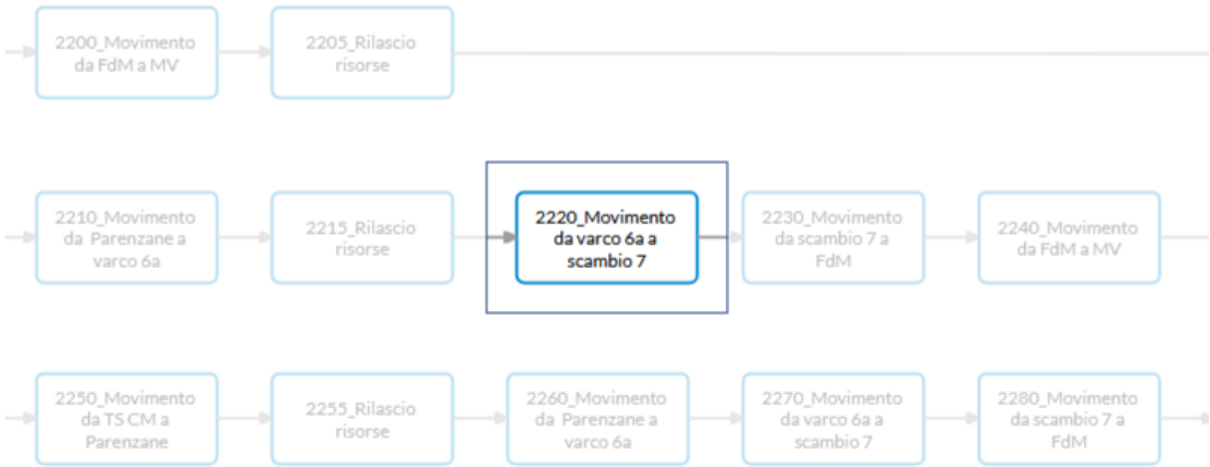 2200_Movimento
da FdM a MV
2205_Rilascio
risorse
2210_Movimento
da Parenzane a
varco 6a
2215_Rilascio
risorse
2220_Movimento
da varco 6a a
scambio 7
2230_Movimento
da scambio 7 a
FdM
2240_Movimento
da FdM a MV
2250_Movimento
da TS CM a
Parenzane
2255_Rilascio
risorse
2260_Movimento
da Parenzane a
varco 6a
2270_Movimento
da varco 6a a
scambio 7
2280_Movimento
da scambio 7 a
FdM